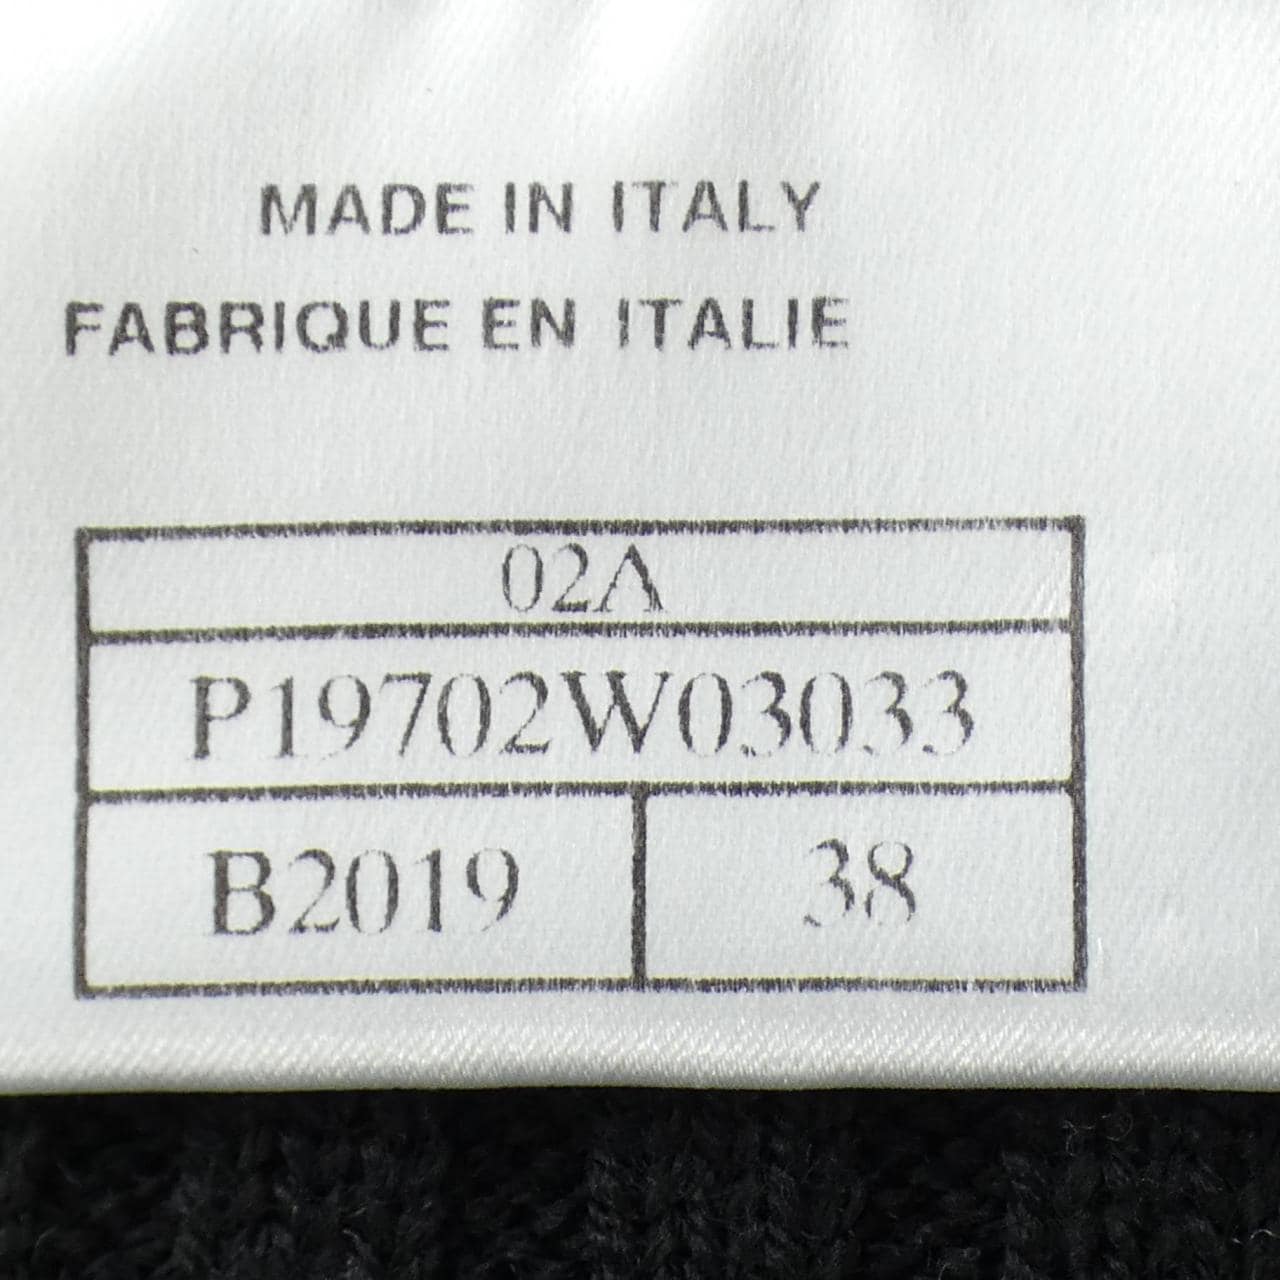 MADE IN ITALY
FABRIQUE EN ITALIE
02A
P19702W03033
B2019 38